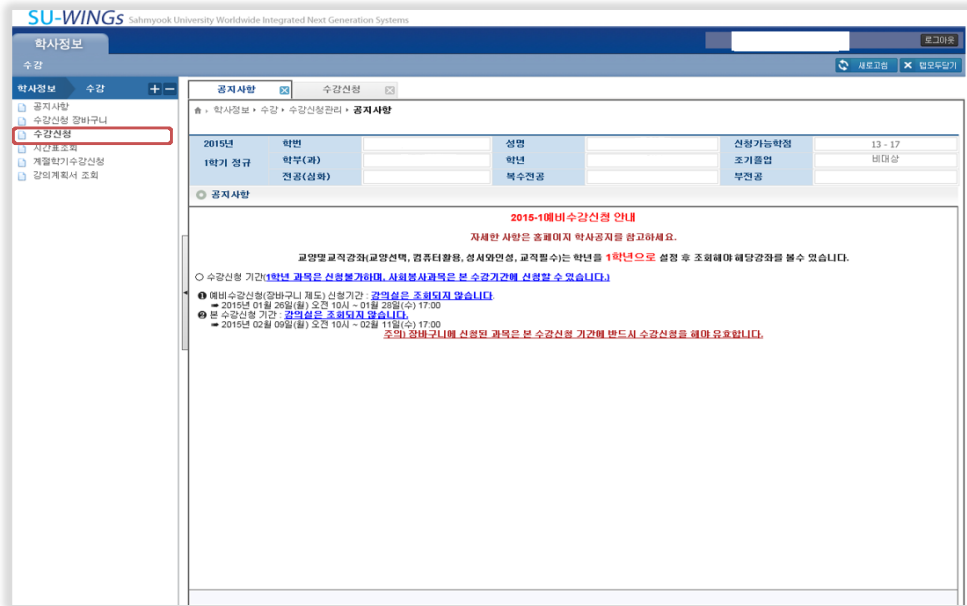 SU-WINGs Sahmyook University Worldwide Integrated Next Generation Systems
학사정보
로그아웃
수강
새로고침
탭모두닫기
학사정보 수강
공지사항
수강신청 장바구니
수강신청
시간표조회
계절학기수강신청
강의계획서 조회
공지사항
수강신청
학사정보 수강 수강신청관리 공지사항
2015년 학번 성명 신청가능학점 13 - 17
1학기 정규 학부(과) 학년 조기졸업 비대상
전공(심화) 복수전공 부전공
공지사항
2015-1예비수강신청 안내
자세한 사항은 홈페이지 학사공지를 참고하세요.
교양및교직강좌(교양선택, 컴퓨터활용, 성서와인성, 교직필수)는 학년을 1학년으로 설정 후 조회해야 해당강좌를 볼수 있습니다.
○ 수강신청 기간(1학년 과목은 신청불가하며, 사회봉사과목은 본 수강기간에 신청할 수 있습니다.)
❶ 예비수강신청(장바구니 제도) 신청기간 : 강의실은 조회되지 않습니다.
➡ 2015년 01월 26일(월) 오전 10시 ~ 01월 28일(수) 17:00
❷ 본 수강신청 기간 : 강의실은 조회되지 않습니다.
➡ 2015년 02월 09일(월) 오전 10시 ~ 02월 11일(수) 17:00
주의) 장바구니에 신청된 과목은 본 수강신청 기간에 반드시 수강신청을 해야 유효합니다.